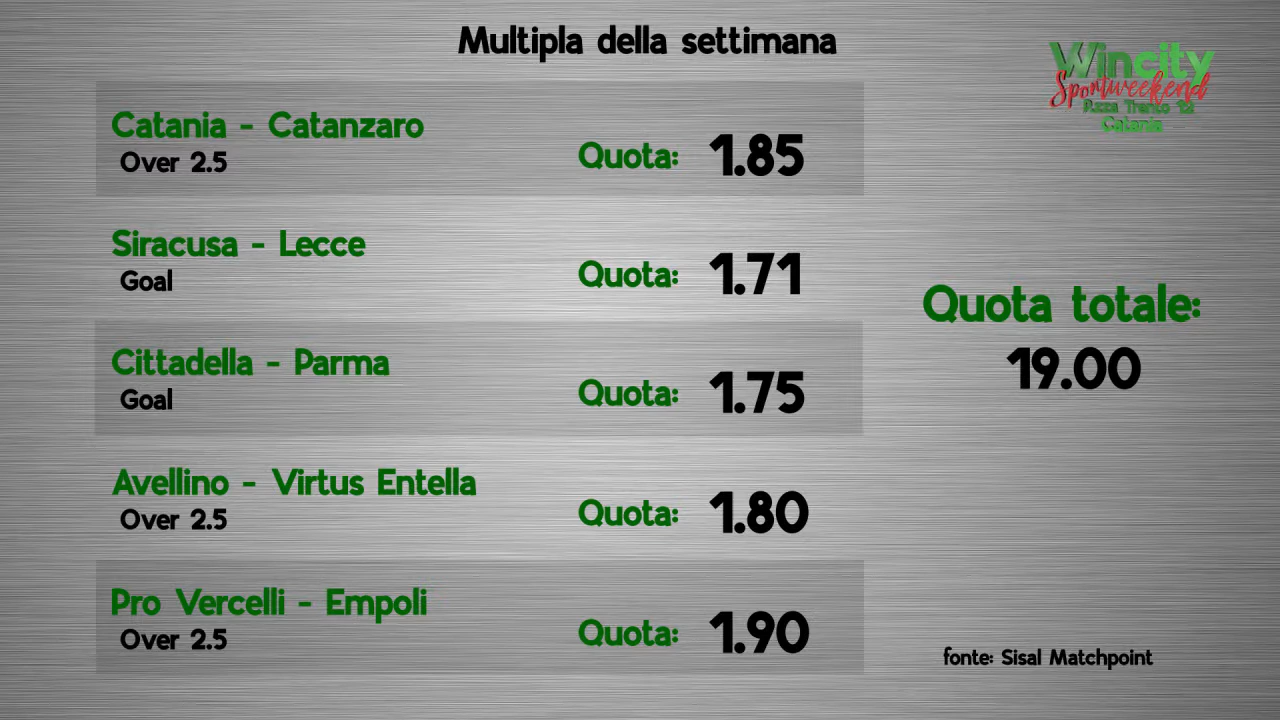 Multipla della settimana
Wincity
Sportweekend
Catania
Catania - Catanzaro
Over 2.5
Quota: 1.85
Siracusa - Lecce
Goal
Quota: 1.71
Cittadella - Parma
Goal
Quota: 1.75
Avellino - Virtus Entella
Over 2.5
Quota: 1.80
Pro Vercelli - Empoli
Over 2.5
Quota: 1.90
Quota totale:
19.00
fonte: Sisal Matchpoint